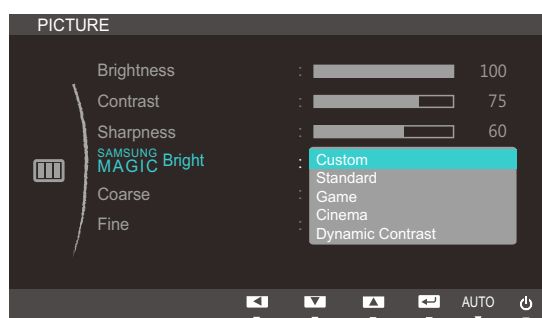 PICTURE
Brightness : 100
Contrast : 75
Sharpness : 60
SAMSUNG
MAGIC Bright : Custom
Standard
Game
Cinema
Dynamic Contrast
Coarse :
Fine :
AUTO